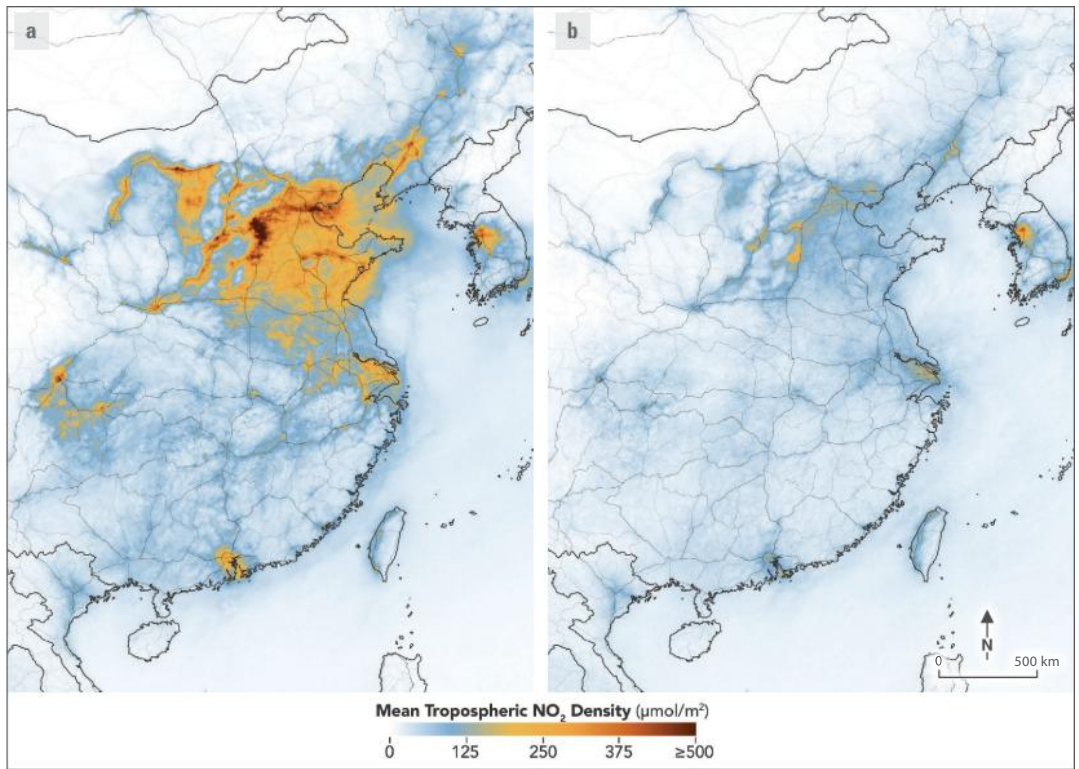 a
b
N
0 500 km
Mean Tropospheric NO₂ Density (µmol/m²)
0 125 250 375 ≥500